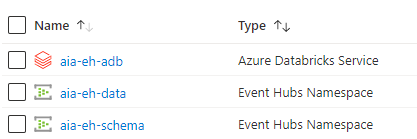 Name ↑↓ Type ↑↓
aia-eh-adb Azure Databricks Service
aia-eh-data Event Hubs Namespace
aia-eh-schema Event Hubs Namespace